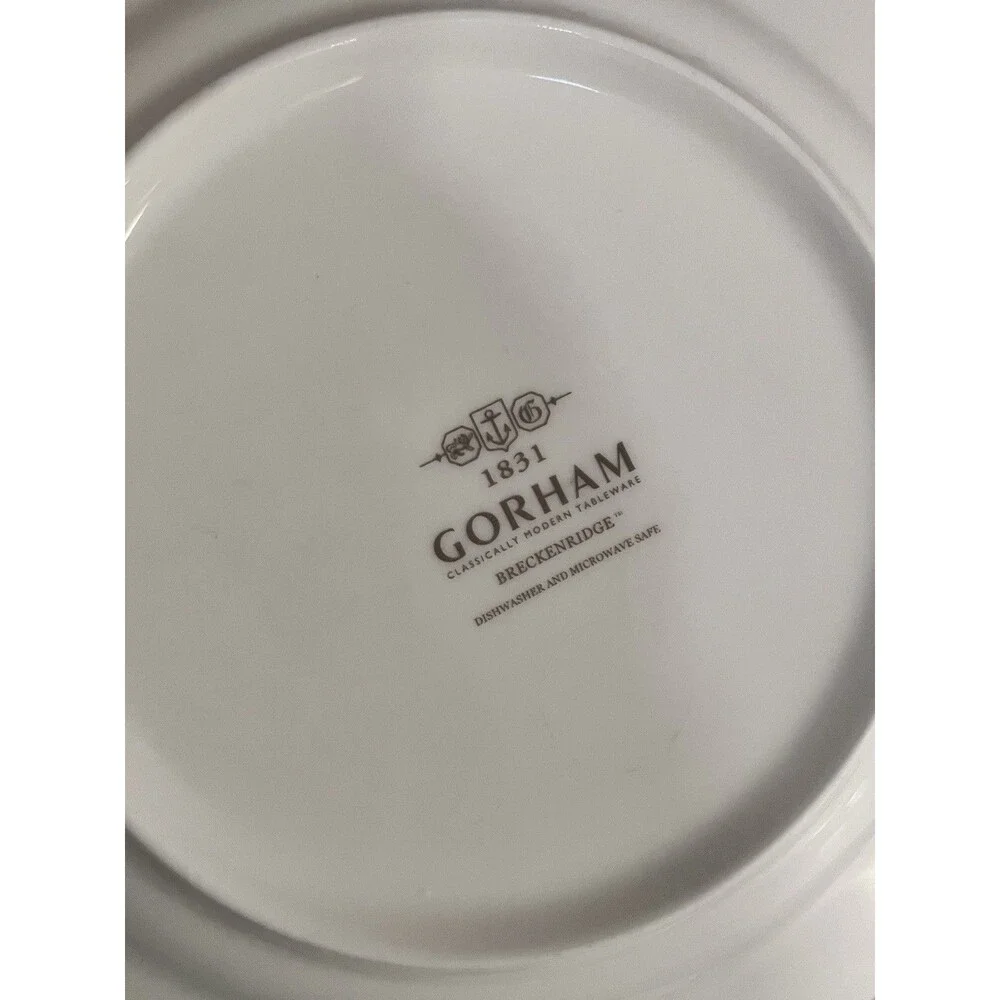 G
1831
GORHAM
CLASSICALLY MODERN TABLEWARE
BRECKENRIDGE™
DISHWASHER AND MICROWAVE SAFE